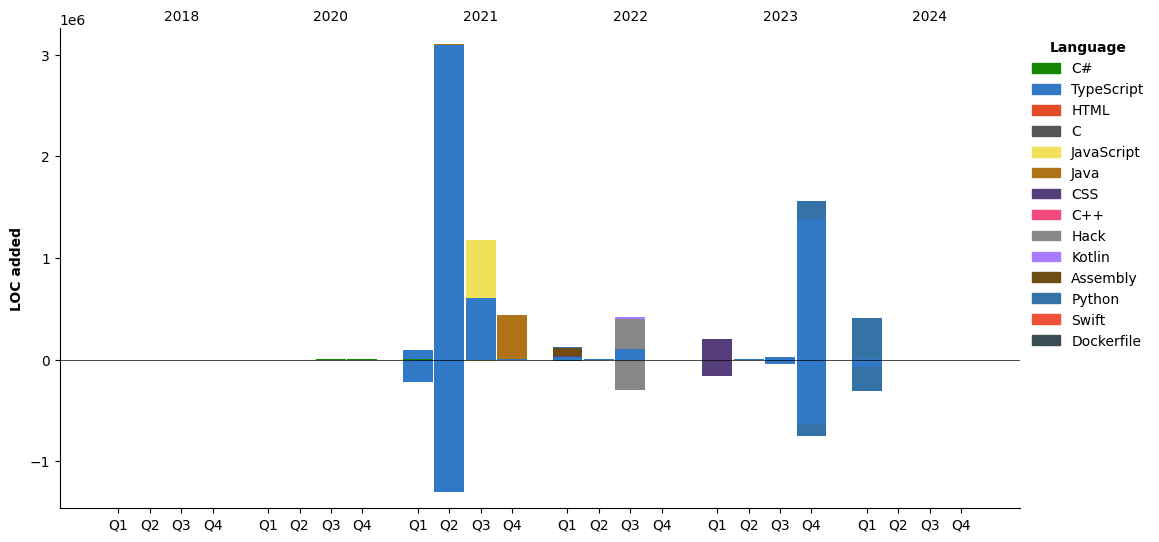 1e6
2018 2020 2021 2022 2023 2024
3
2
1
0
−1
LOC added
Q1 Q2 Q3 Q4 Q1 Q2 Q3 Q4 Q1 Q2 Q3 Q4 Q1 Q2 Q3 Q4 Q1 Q2 Q3 Q4 Q1 Q2 Q3 Q4
Language
C#
TypeScript
HTML
C
JavaScript
Java
CSS
C++
Hack
Kotlin
Assembly
Python
Swift
Dockerfile